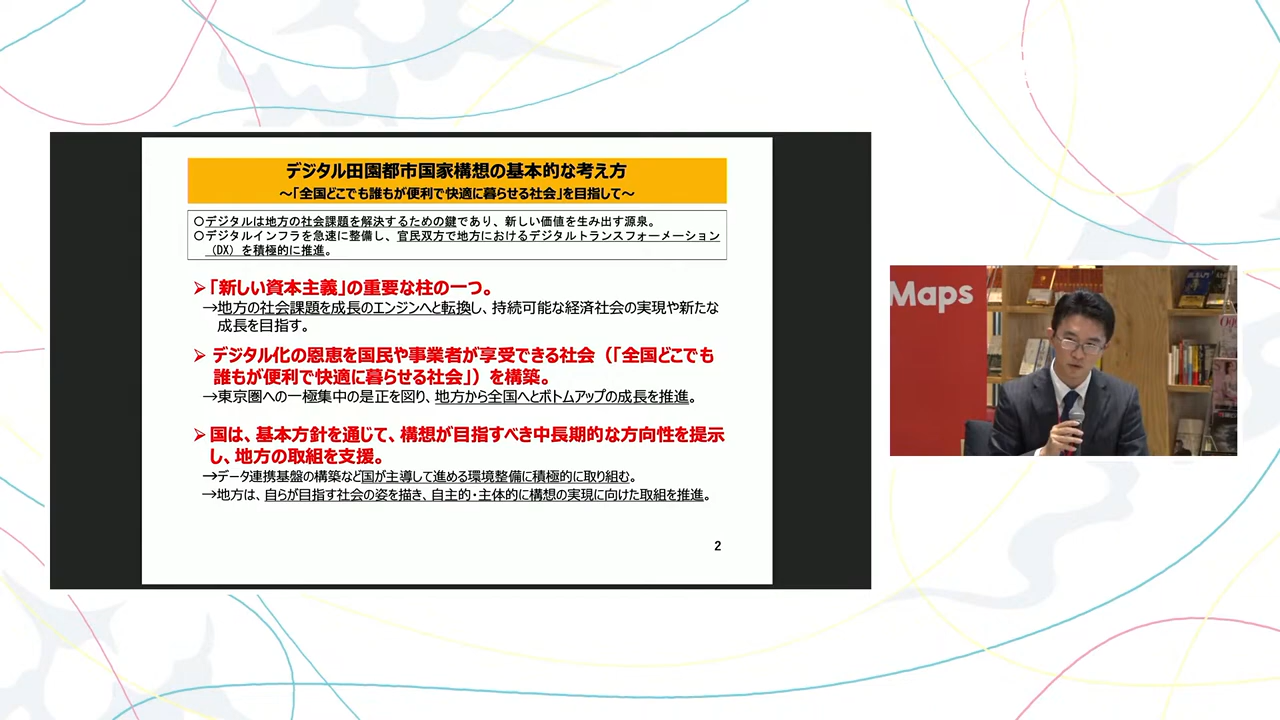 デジタル田園都市国家構想の基本的な考え方
～「全国どこでも誰もが便利で快適に暮らせる社会」を目指して～
○デジタルは地方の社会課題を解決するための鍵であり、新しい価値を生み出す源泉。
○デジタルインフラを急速に整備し、官民双方で地方におけるデジタルトランスフォーメーション
（DX）を積極的に推進。
➢「新しい資本主義」の重要な柱の一つ。
→地方の社会課題を成長のエンジンへと転換し、持続可能な経済社会の実現や新たな
成長を目指す。
➢ デジタル化の恩恵を国民や事業者が享受できる社会（「全国どこでも
誰もが便利で快適に暮らせる社会」）を構築。
→東京圏への一極集中の是正を図り、地方から全国へとボトムアップの成長を推進。
➢ 国は、基本方針を通じて、構想が目指すべき中長期的な方向性を提示
し、地方の取組を支援。
→データ連携基盤の構築など国が主導して進める環境整備に積極的に取り組む。
→地方は、自らが目指す社会の姿を描き、自主的・主体的に構想の実現に向けた取組を推進。
2
Maps